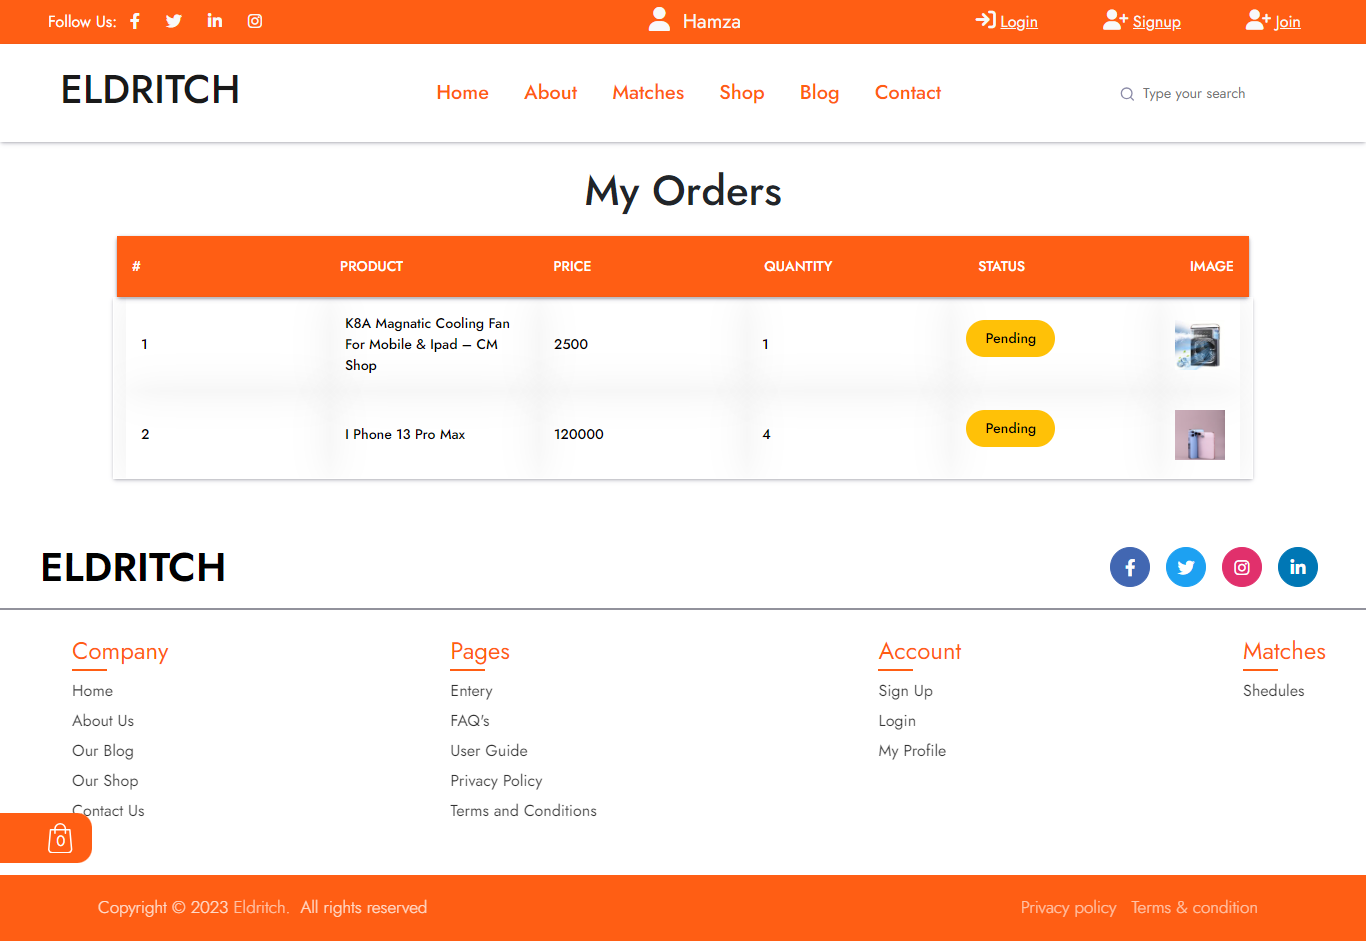 Follow Us:
Hamza
Login
Signup
Join
ELDRITCH
Home
About
Matches
Shop
Blog
Contact
Type your search
My Orders
# PRODUCT PRICE QUANTITY STATUS IMAGE
K8A Magnatic Cooling Fan
1 For Mobile & Ipad – CM 2500 1 Pending
Shop
2 I Phone 13 Pro Max 120000 4 Pending
ELDRITCH
Company
Home
About Us
Our Blog
Our Shop
Contact Us
Pages
Entery
FAQ's
User Guide
Privacy Policy
Terms and Conditions
Account
Sign Up
Login
My Profile
Matches
Shedules
0
Copyright © 2023 Eldritch. All rights reserved
Privacy policy Terms & condition